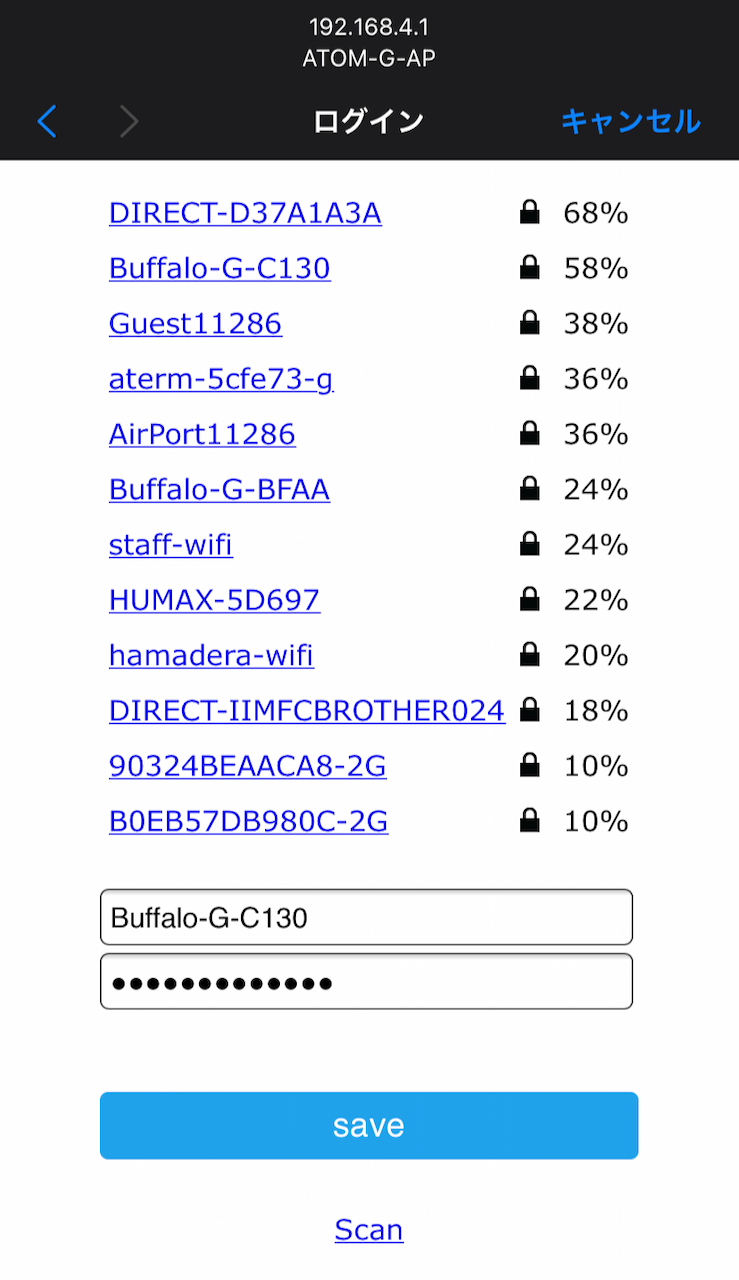 192.168.4.1
ATOM-G-AP
ログイン キャンセル
DIRECT-D37A1A3A 68%
Buffalo-G-C130 58%
Guest11286 38%
aterm-5cfe73-g 36%
AirPort11286 36%
Buffalo-G-BFAA 24%
staff-wifi 24%
HUMAX-5D697 22%
hamadera-wifi 20%
DIRECT-IIMFCBROTHER024 18%
90324BEAACA8-2G 10%
B0EB57DB980C-2G 10%
Buffalo-G-C130
•••••••••••••
save
Scan